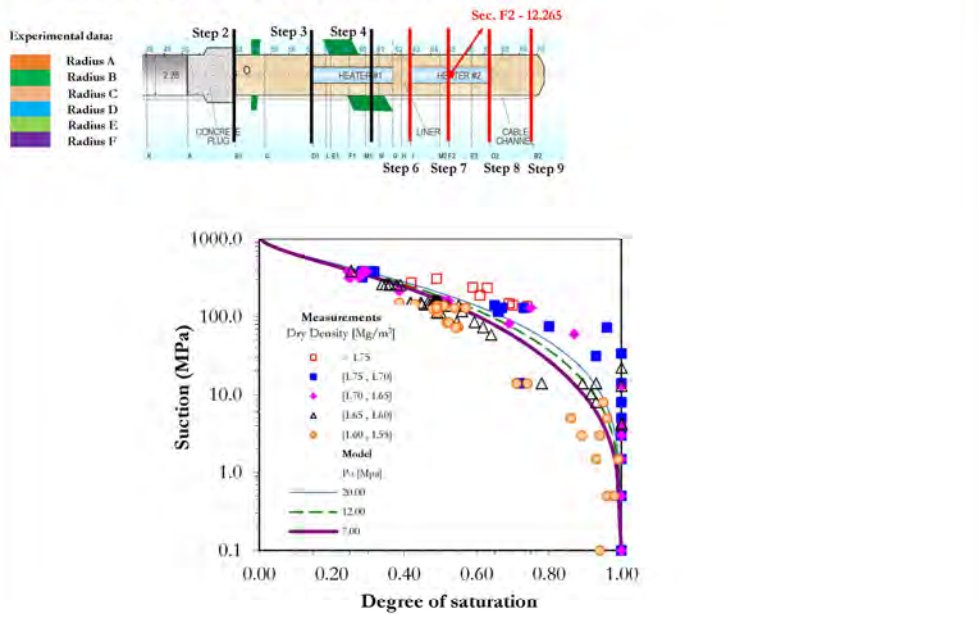 Sec. F2 - 12.265
Step 2 Step 3 Step 4
Experimental data:
Radius A
Radius B
Radius C
Radius D
Radius E
Radius F
2.28
HEATER #1
HEATER #2
CONCRETE
PLUG
LINER
CABLE
CHANNEL
Step 6 Step 7 Step 8 Step 9
1000.0
100.0
10.0
1.0
0.1
Suction (MPa)
Measurements
Dry Density [Mg/m³]
> 1.75
[1.75 , 1.70]
[1.70 , 1.65]
[1.65 , 1.60]
[1.60 , 1.59]
Model
[Mpa]
20.00
12.00
7.00
0.00 0.20 0.40 0.60 0.80 1.00
Degree of saturation